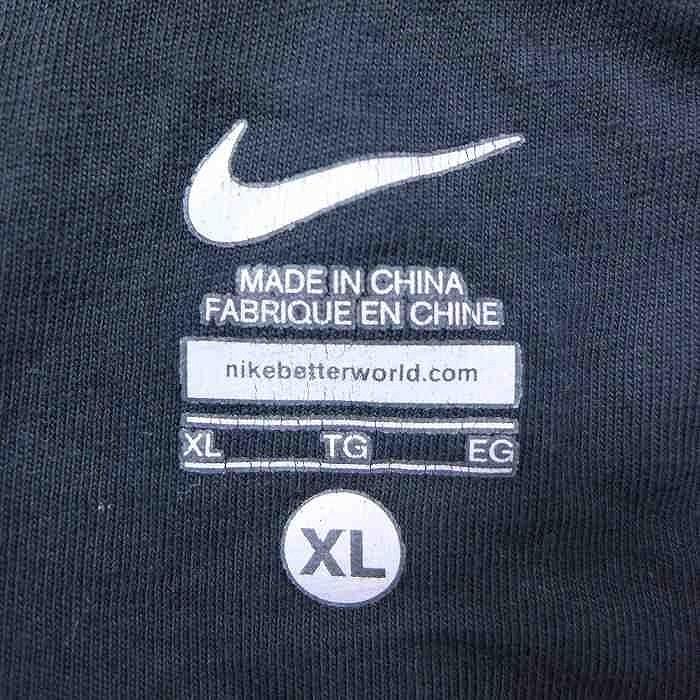 MADE IN CHINA
FABRIQUE EN CHINE
nikebetterworld.com
XL TG EG
XL